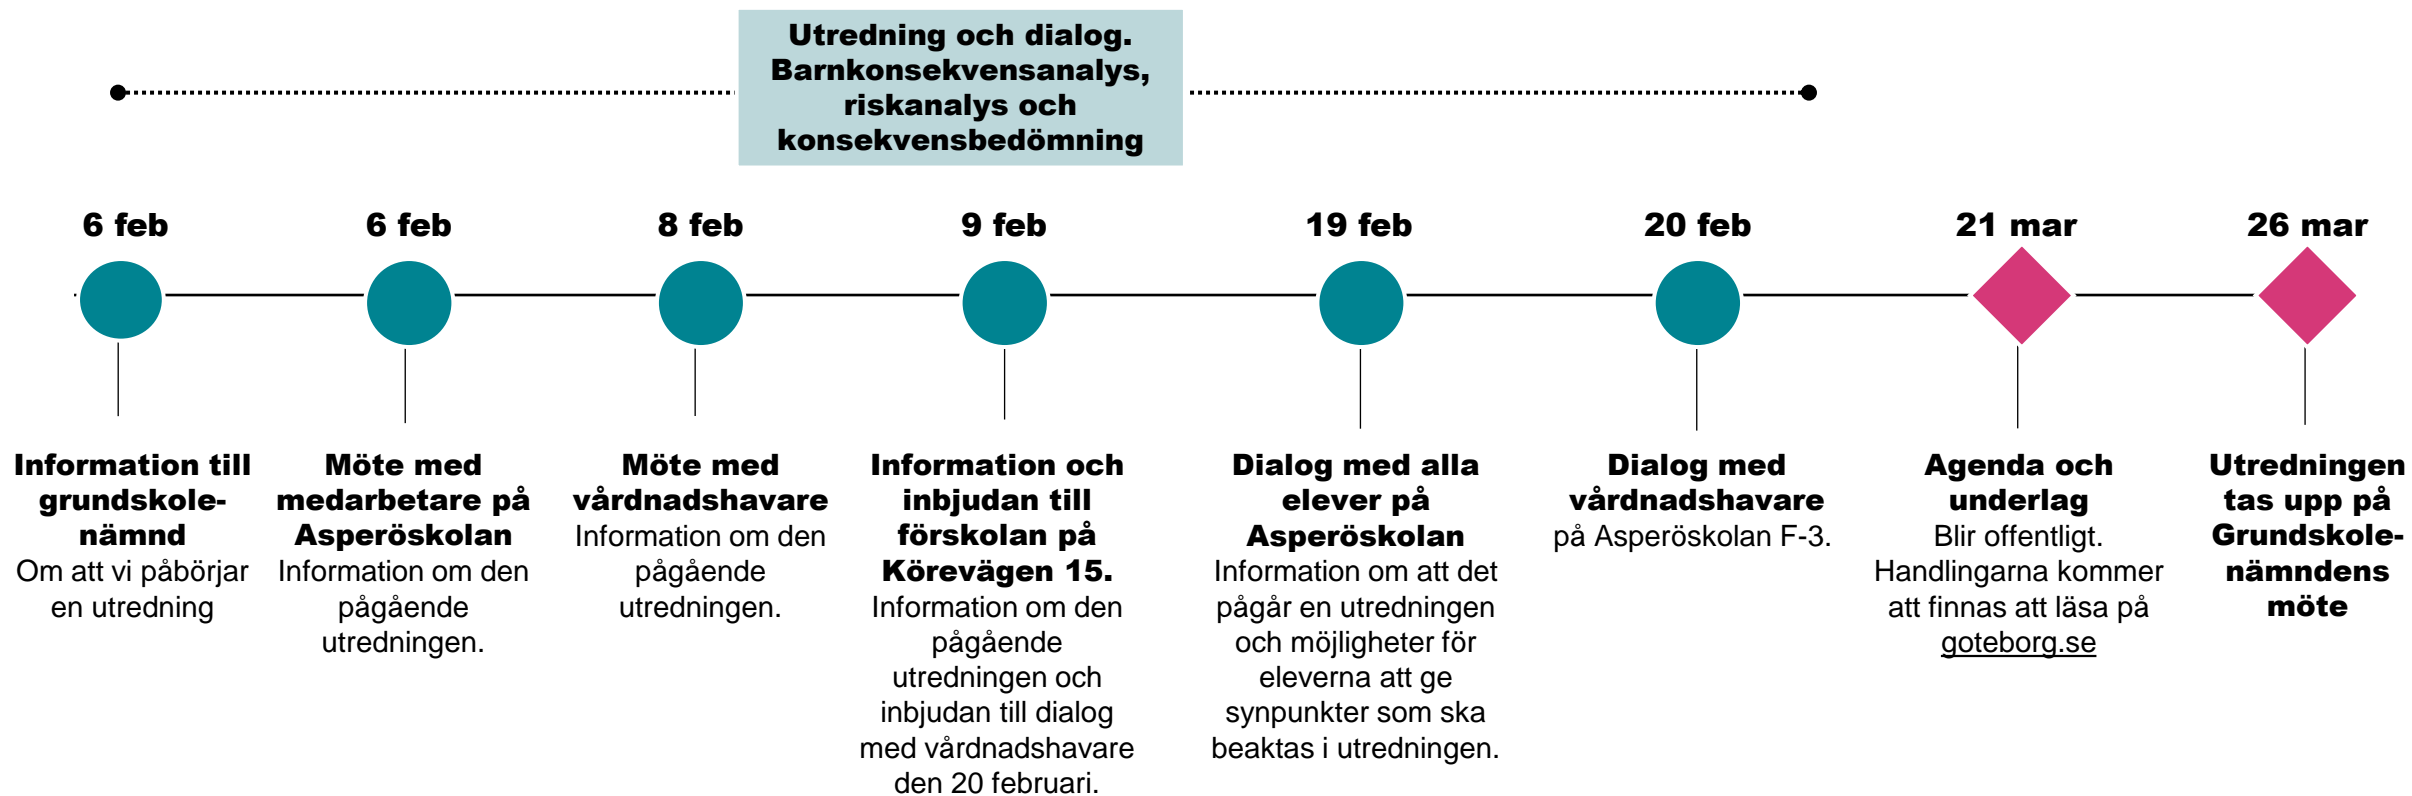 Utredning och dialog.
Barnkonsekvensanalys,
riskanalys och
konsekvensbedömning
6 feb
6 feb
8 feb
9 feb
19 feb
20 feb
21 mar
26 mar
Information till
grundskole-
nämnd
Om att vi påbörjar
en utredning
Möte med
medarbetare på
Asperöskolan
Information om den
pågående
utredningen.
Möte med
vårdnadshavare
Information om den
pågående
utredningen.
Information och
inbjudan till
förskolan på
Körevägen 15.
Information om den
pågående
utredningen och
inbjudan till dialog
med vårdnadshavare
den 20 februari.
Dialog med alla
elever på
Asperöskolan
Information om att det
pågår en utredningen
och möjligheter för
eleverna att ge
synpunkter som ska
beaktas i utredningen.
Dialog med
vårdnadshavare
på Asperöskolan F-3.
Agenda och
underlag
Blir offentligt.
Handlingarna kommer
att finnas att läsa på
goteborg.se
Utredningen
tas upp på
Grundskole-
nämndens
möte